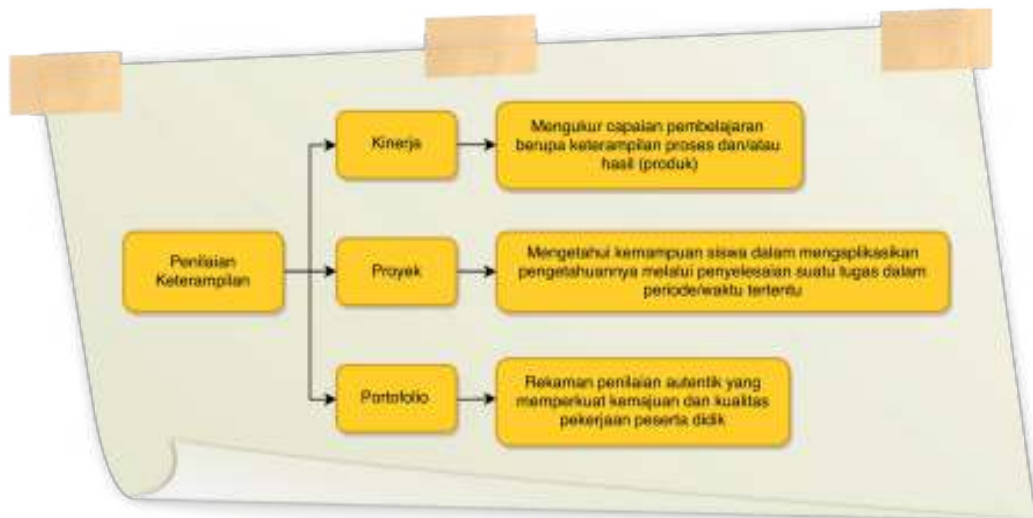 Kinerja
Mengukur capaian pembelajaran
berupa keterampilan proses dan/atau
hasil (produk)
Penilaian
Keterampilan
Proyek
Mengetahui kemampuan siswa dalam mengaplikasikan
pengetahuannya melalui penyelesaian suatu tugas dalam
periode/waktu tertentu
Portofolio
Rekaman penilaian autentik yang
memperkuat kemajuan dan kualitas
pekerjaan peserta didik